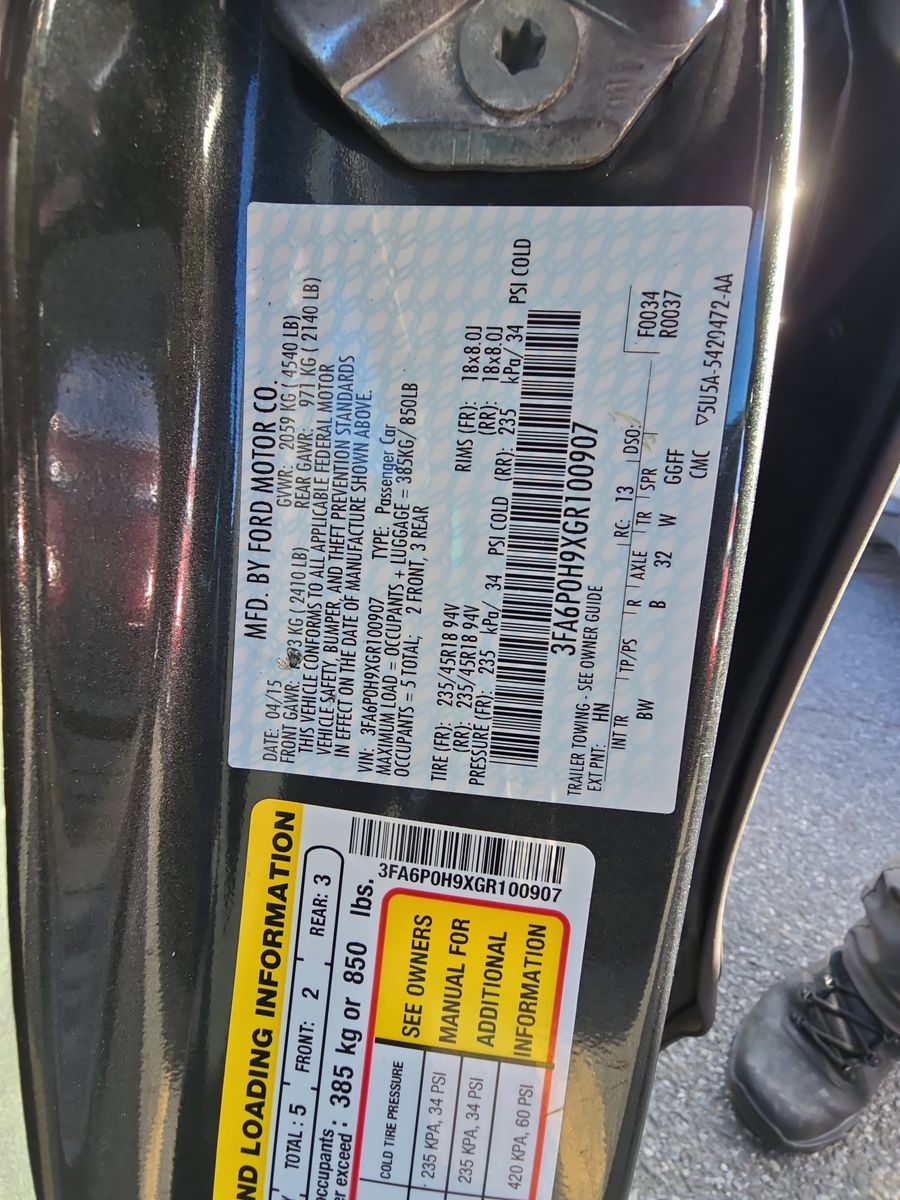 MFD. BY FORD MOTOR CO.
DATE: 04/15 GVWR: 2059 KG ( 4540 LB)
FRONT GAWR: 93 KG ( 2410 LB) REAR GAWR: 971 KG ( 2140 LB)
THIS VEHICLE CONFORMS TO ALL APPLICABLE FEDERAL MOTOR
VEHICLE SAFETY, BUMPER, AND THEFT PREVENTION STANDARDS
IN EFFECT ON THE DATE OF MANUFACTURE SHOWN ABOVE.
VIN: 3FA6P0H9XGR100907 TYPE: Passenger Car
MAXIMUM LOAD = OCCUPANTS + LUGGAGE = 385KG/ 850LB
OCCUPANTS = 5 TOTAL; 2 FRONT, 3 REAR
TIRE (FR): 235/45R18 94V RIMS (FR): 18x8.0J
(RR): 235/45R18 94V (RR): 18x8.0J
PRESSURE (FR): 235 kPa/ 34 PSI COLD (RR): 235 kPa/ 34 PSI COLD
3FA6P0H9XGR100907
TRAILER TOWING - SEE OWNER GUIDE
EXT PNT: HN RC: 13 DSO: F0034
INT TR TP/PS R AXLE TR SPR R0037
BW B 32 W GGFF
CMC ▽5U5A-5420472-AA
ND LOADING INFORMATION
TOTAL : 5 FRONT: 2 REAR: 3
ccupants
er exceed : 385 kg or 850 lbs.
3FA6P0H9XGR100907
COLD TIRE PRESSURE
235 KPA, 34 PSI
235 KPA, 34 PSI
420 KPA, 60 PSI
SEE OWNERS
MANUAL FOR
ADDITIONAL
INFORMATION